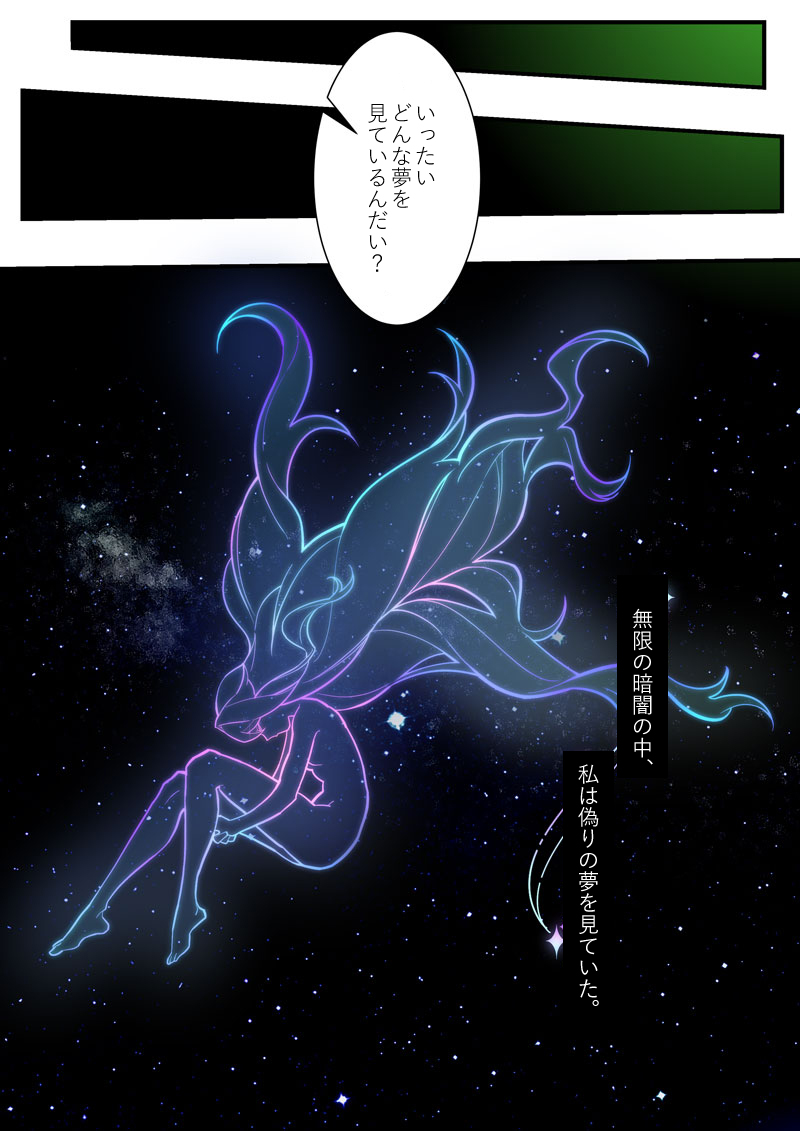 いったい
どんな夢を
見ているんだい？
無限の暗闇の中、
私は偽りの夢を見ていた。